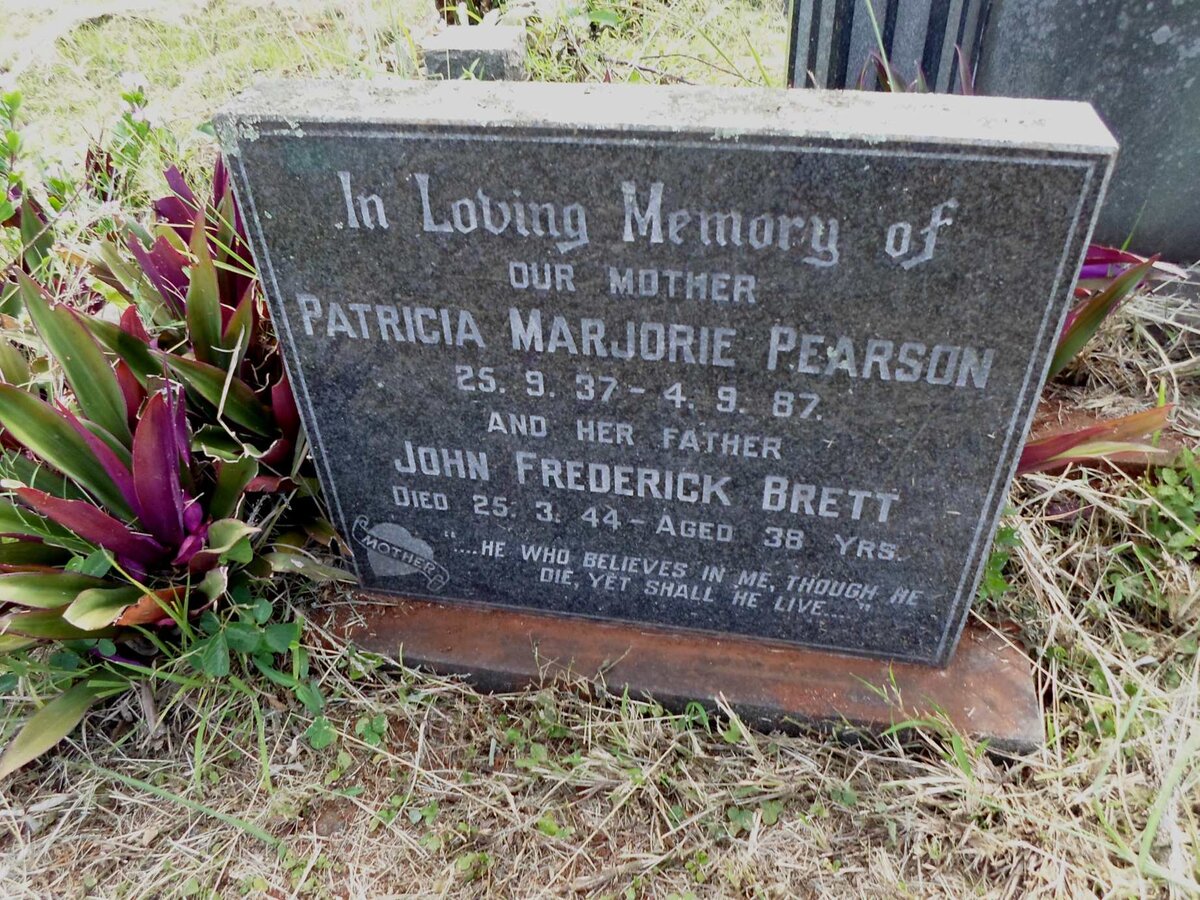 In Loving Memory of
OUR MOTHER
PATRICIA MARJORIE PEARSON
25. 9. 37 - 4. 9. 87.
AND HER FATHER
JOHN FREDERICK BRETT
DIED 25. 3. 44 - AGED 38 YRS.
"....HE WHO BELIEVES IN ME, THOUGH HE
DIE, YET SHALL HE LIVE...."
MOTHER